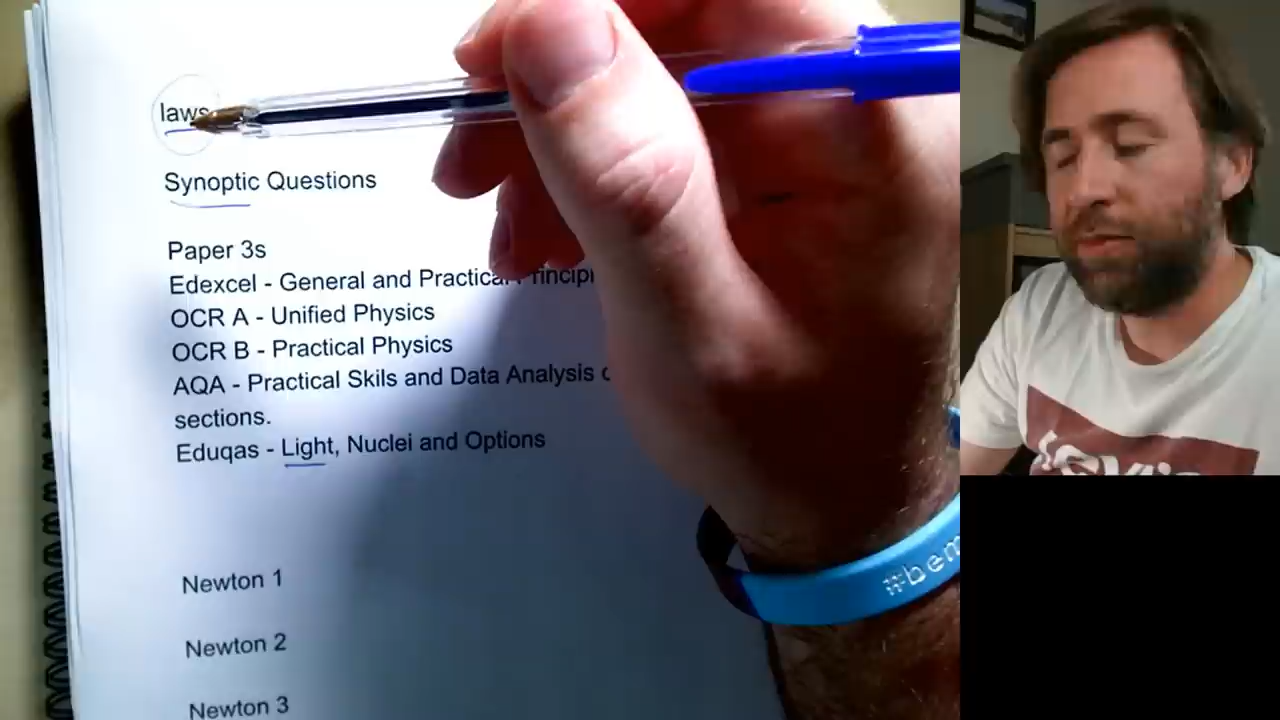 laws
Synoptic Questions
Paper 3s
Edexcel - General and Practical
OCR A - Unified Physics
OCR B - Practical Physics
AQA - Practical Skils and Data Analysis
sections.
Eduqas - Light, Nuclei and Options
Newton 1
Newton 2
Newton 3